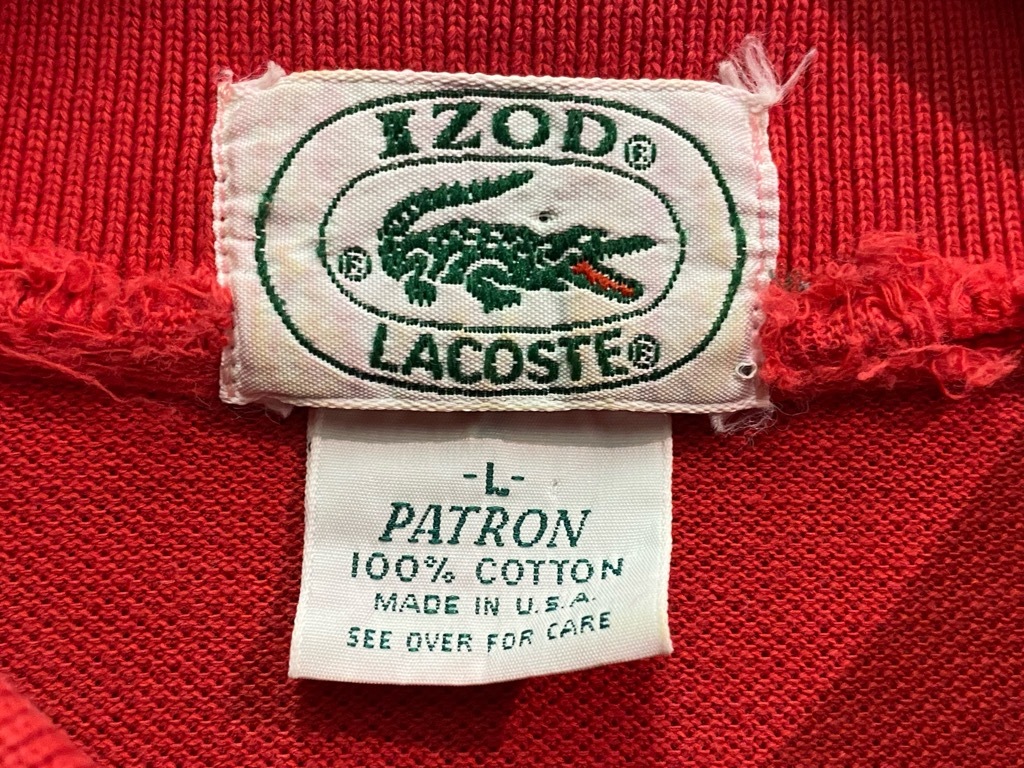 IZOD®
®
LACOSTE®
-L-
PATRON
100% COTTON
MADE IN U.S.A.
SEE OVER FOR CARE